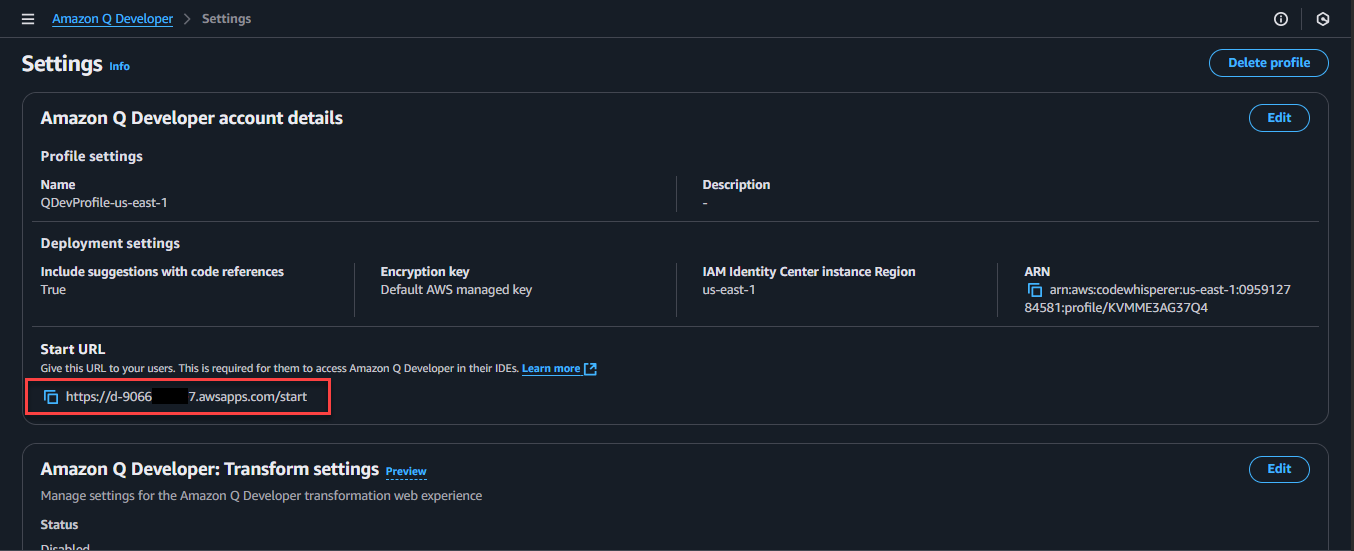 Amazon Q Developer > Settings
Settings Info
Delete profile
Amazon Q Developer account details
Edit
Profile settings
Name
QDevProfile-us-east-1
Description
-
Deployment settings
Include suggestions with code references
True
Encryption key
Default AWS managed key
IAM Identity Center instance Region
us-east-1
ARN
arn:aws:codewhisperer:us-east-1:0959127
84581:profile/KVMME3AG37Q4
Start URL
Give this URL to your users. This is required for them to access Amazon Q Developer in their IDEs. Learn more
https://d-9066 7.awsapps.com/start
Amazon Q Developer: Transform settings Preview
Edit
Manage settings for the Amazon Q Developer transformation web experience
Status
Disabled